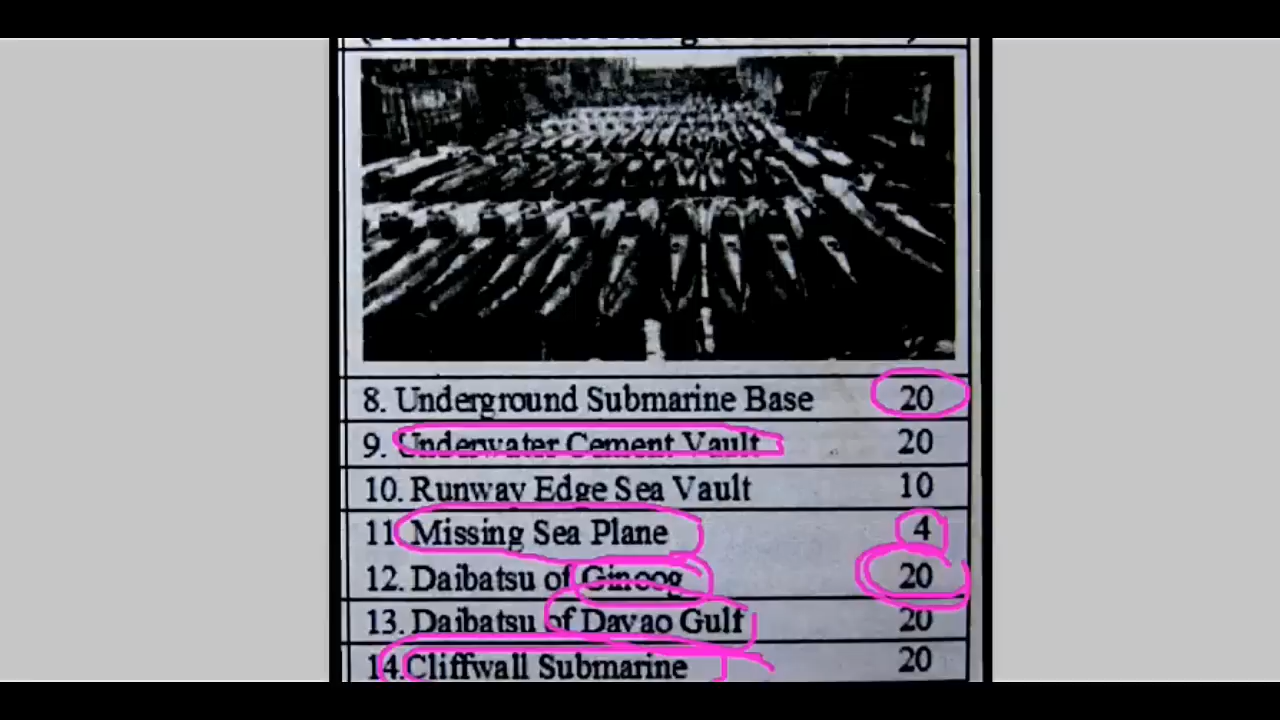 8. Underground Submarine Base 20
9. Underwater Cement Vault 20
10. Runway Edge Sea Vault 10
11. Missing Sea Plane 4
12. Daibatsu of Ginoog 20
13. Daibatsu of Davao Gulf 20
14. Cliffwall Submarine 20